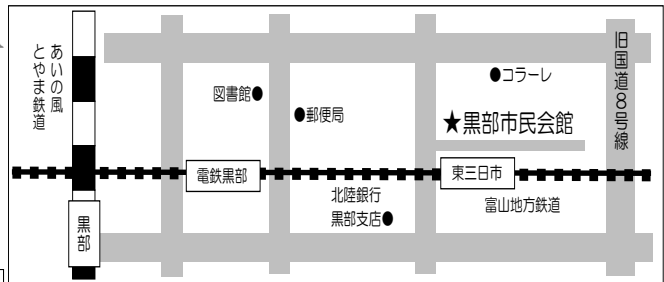 あいの風
とやま鉄道
図書館●
●郵便局
●コラーレ
★黒部市民会館
旧国道8号線
電鉄黒部
東三日市
北陸銀行
黒部支店●
富山地方鉄道
黒部